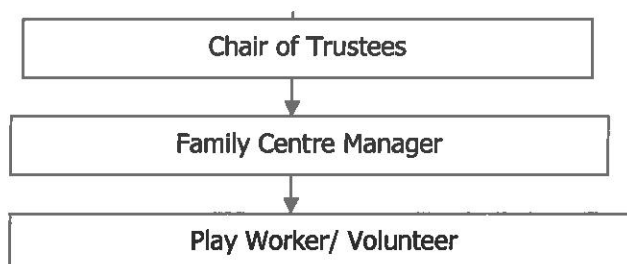 Chair of Trustees
Family Centre Manager
Play Worker/ Volunteer